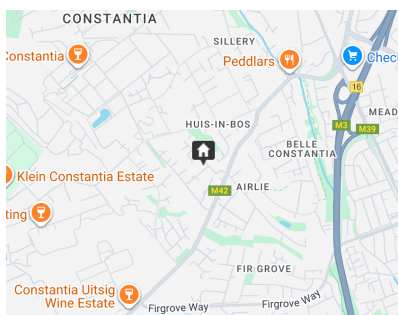 CONSTANTIA
SILLERY
Constantia
Peddlars
Chec
16
MEAD
HUIS-IN-BOS
M3
M39
BELLE
CONSTANTIA
Klein Constantia Estate
M42
AIRLIE
ting
FIR GROVE
Constantia Uitsig
Wine Estate
Firgrove Way
Firgrove Way